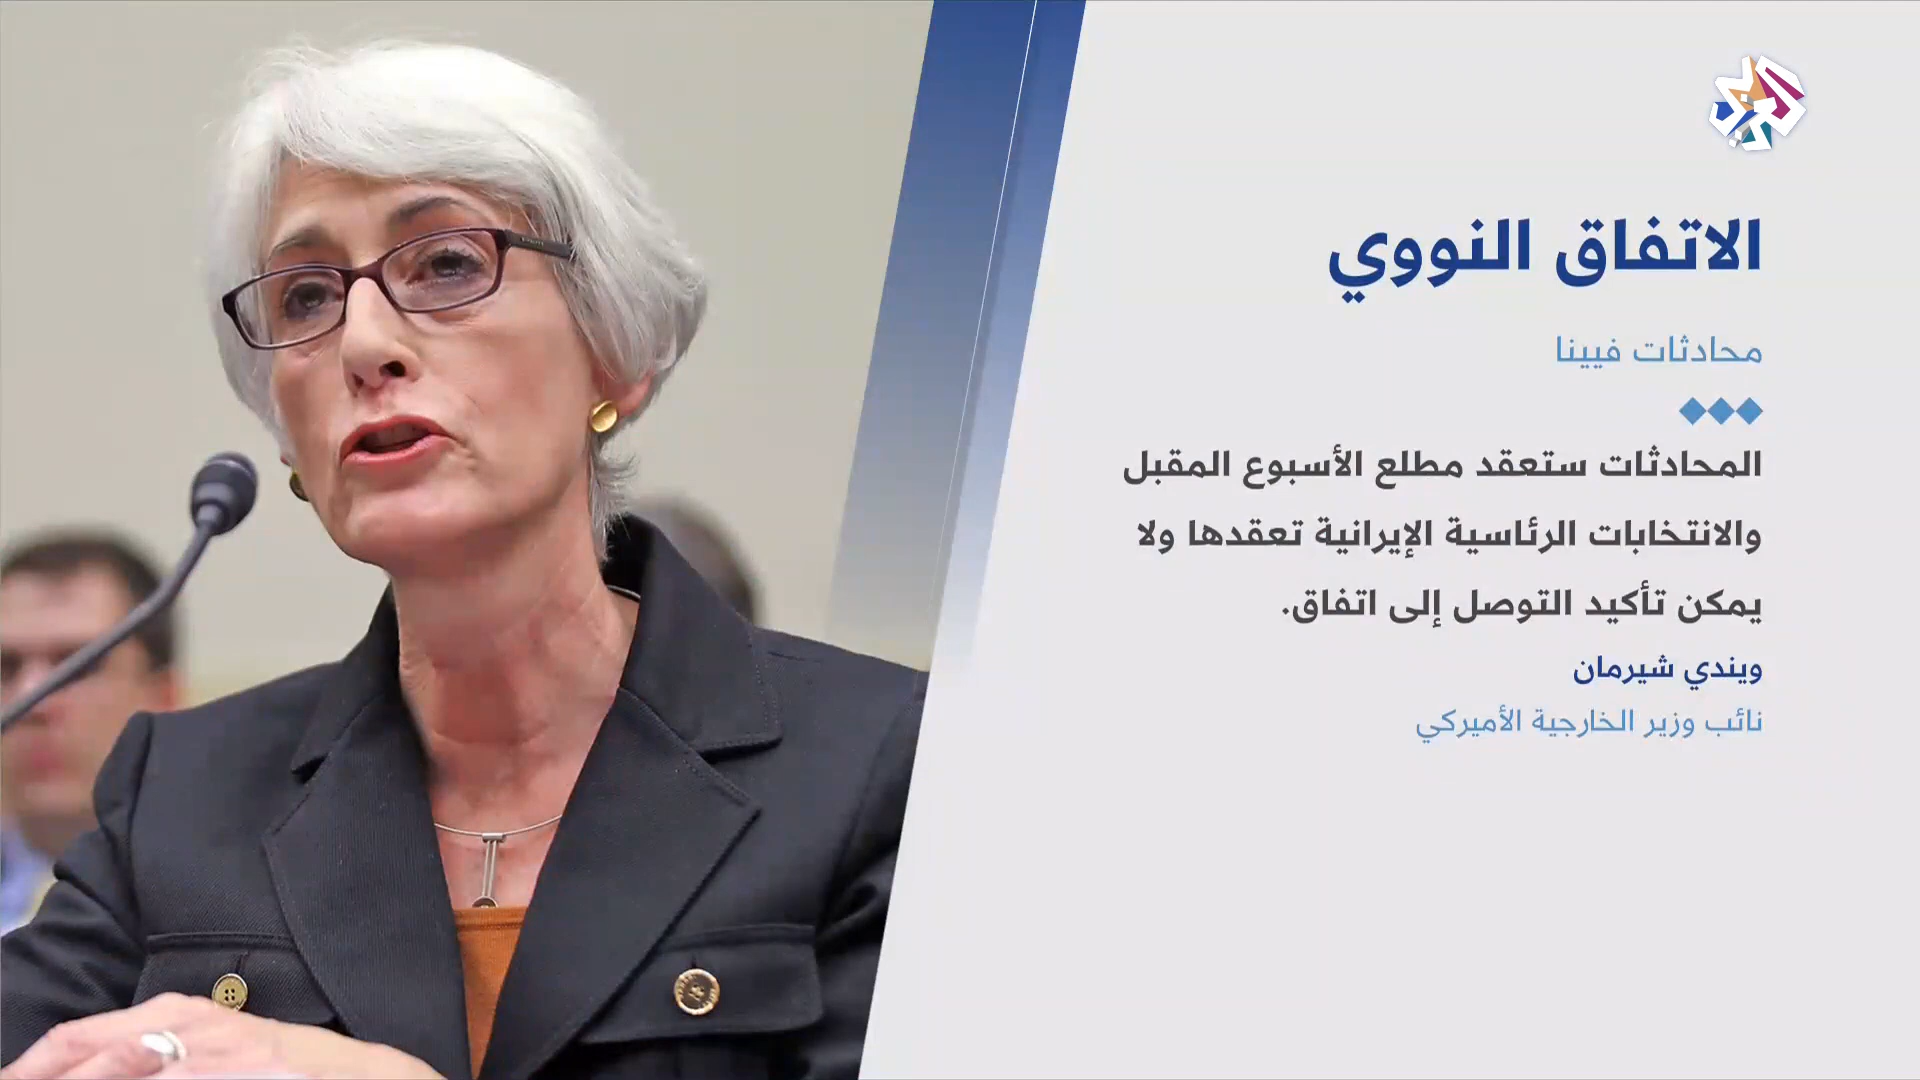 الاتفاق النووي
محادثات فيينا
المحادثات ستعقد مطلع الأسبوع المقبل
والانتخابات الرئاسية الإيرانية تعقدها ولا
يمكن تأكيد التوصل إلى اتفاق.
ويندي شيرمان
نائب وزير الخارجية الأميركي